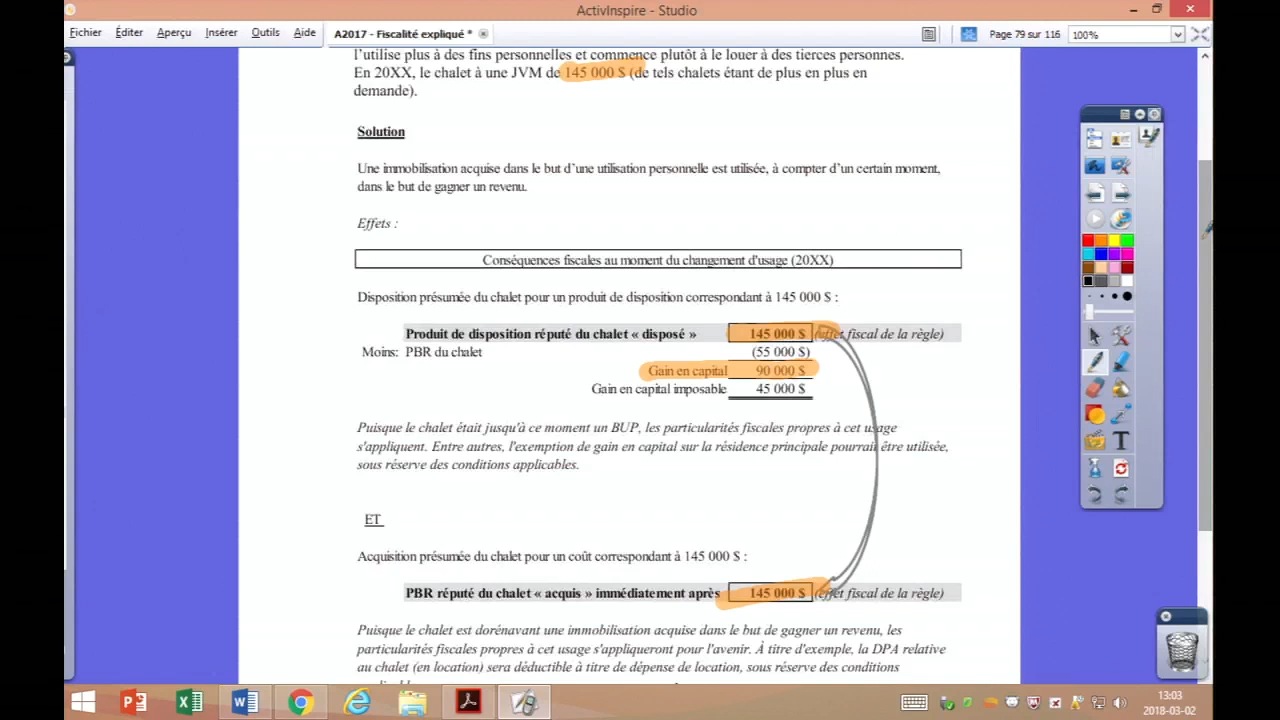 ActivInspire - Studio
Fichier Éditer Aperçu Insérer Outils Aide
A2017 - Fiscalité expliqué *
Page 79 sur 116
100%
l'utilise plus à des fins personnelles et commence plutôt à le louer à des tierces personnes.
En 20XX, le chalet à une JVM de 145 000 $ (de tels chalets étant de plus en plus en
demande).
Solution
Une immobilisation acquise dans le but d'une utilisation personnelle est utilisée, à compter d'un certain moment,
dans le but de gagner un revenu.
Effets :
Conséquences fiscales au moment du changement d'usage (20XX)
Disposition présumée du chalet pour un produit de disposition correspondant à 145 000 $ :
Produit de disposition réputé du chalet « disposé » 145 000 $ (effet fiscal de la règle)
Moins: PBR du chalet (55 000 $)
Gain en capital 90 000 $
Gain en capital imposable 45 000 $
Puisque le chalet était jusqu'à ce moment un BUP, les particularités fiscales propres à cet usage
s'appliquent. Entre autres, l'exemption de gain en capital sur la résidence principale pourrait être utilisée,
sous réserve des conditions applicables.
ET
Acquisition présumée du chalet pour un coût correspondant à 145 000 $ :
PBR réputé du chalet « acquis » immédiatement après 145 000 $ (effet fiscal de la règle)
Puisque le chalet est dorénavant une immobilisation acquise dans le but de gagner un revenu, les
particularités fiscales propres à cet usage s'appliqueront pour l'avenir. À titre d'exemple, la DPA relative
au chalet (en location) sera déductible à titre de dépense de location, sous réserve des conditions
13:03
2018-03-02